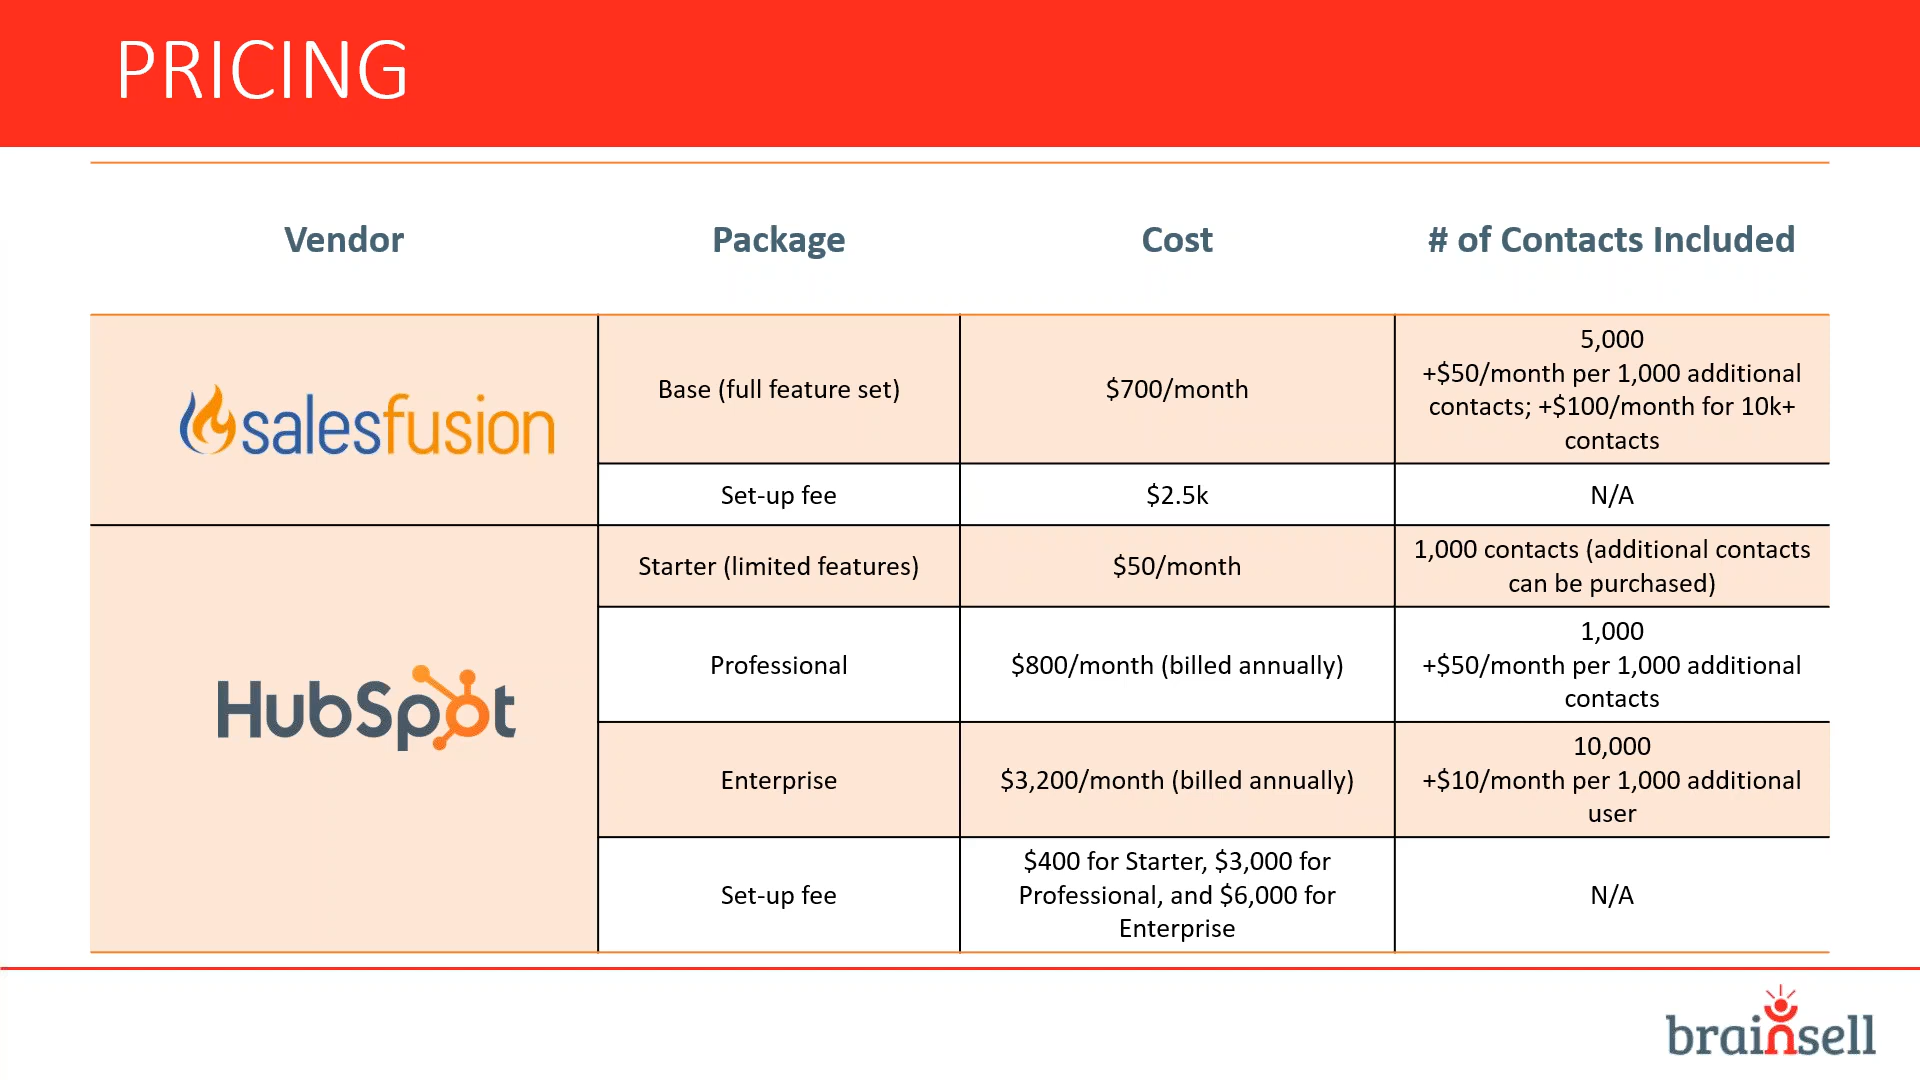 PRICING
Vendor
Package
Cost
# of Contacts Included
salesfusion
Base (full feature set)
$700/month
5,000
+$50/month per 1,000 additional
contacts; +$100/month for 10k+
contacts
Set-up fee
$2.5k
N/A
HubSpot
Starter (limited features)
$50/month
1,000 contacts (additional contacts
can be purchased)
Professional
$800/month (billed annually)
1,000
+$50/month per 1,000 additional
contacts
Enterprise
$3,200/month (billed annually)
10,000
+$10/month per 1,000 additional
user
Set-up fee
$400 for Starter, $3,000 for
Professional, and $6,000 for
Enterprise
N/A
brainsell